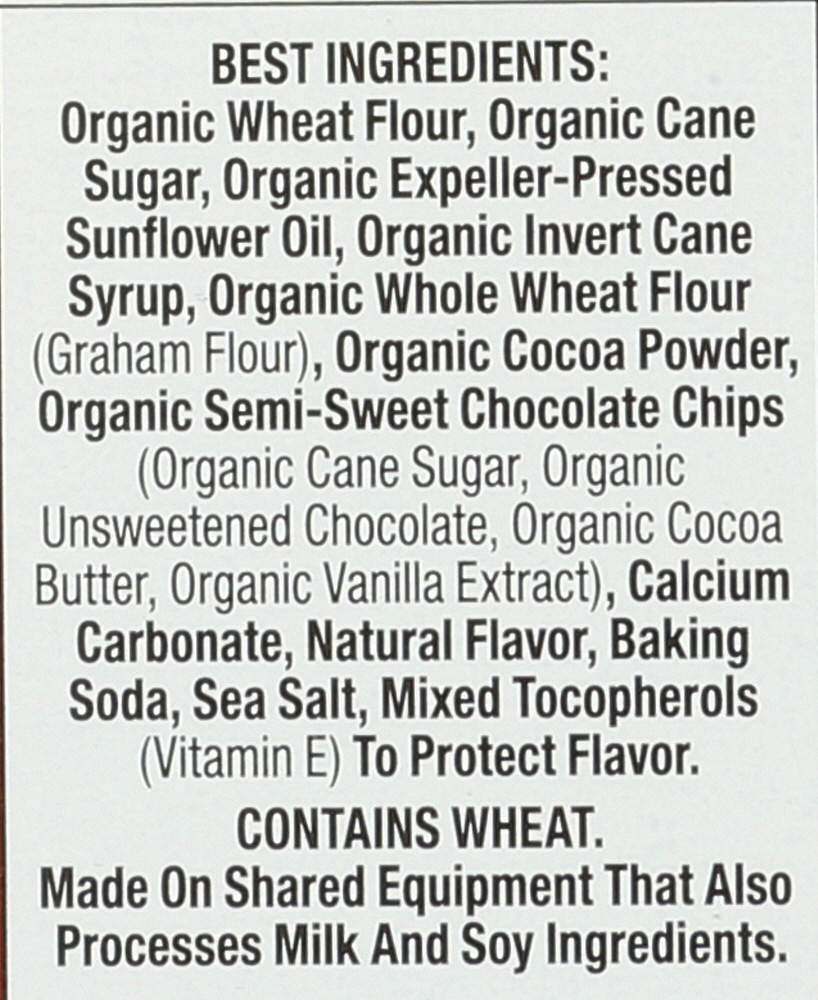 BEST INGREDIENTS:
Organic Wheat Flour, Organic Cane
Sugar, Organic Expeller-Pressed
Sunflower Oil, Organic Invert Cane
Syrup, Organic Whole Wheat Flour
(Graham Flour), Organic Cocoa Powder,
Organic Semi-Sweet Chocolate Chips
(Organic Cane Sugar, Organic
Unsweetened Chocolate, Organic Cocoa
Butter, Organic Vanilla Extract), Calcium
Carbonate, Natural Flavor, Baking
Soda, Sea Salt, Mixed Tocopherols
(Vitamin E) To Protect Flavor.
CONTAINS WHEAT.
Made On Shared Equipment That Also
Processes Milk And Soy Ingredients.